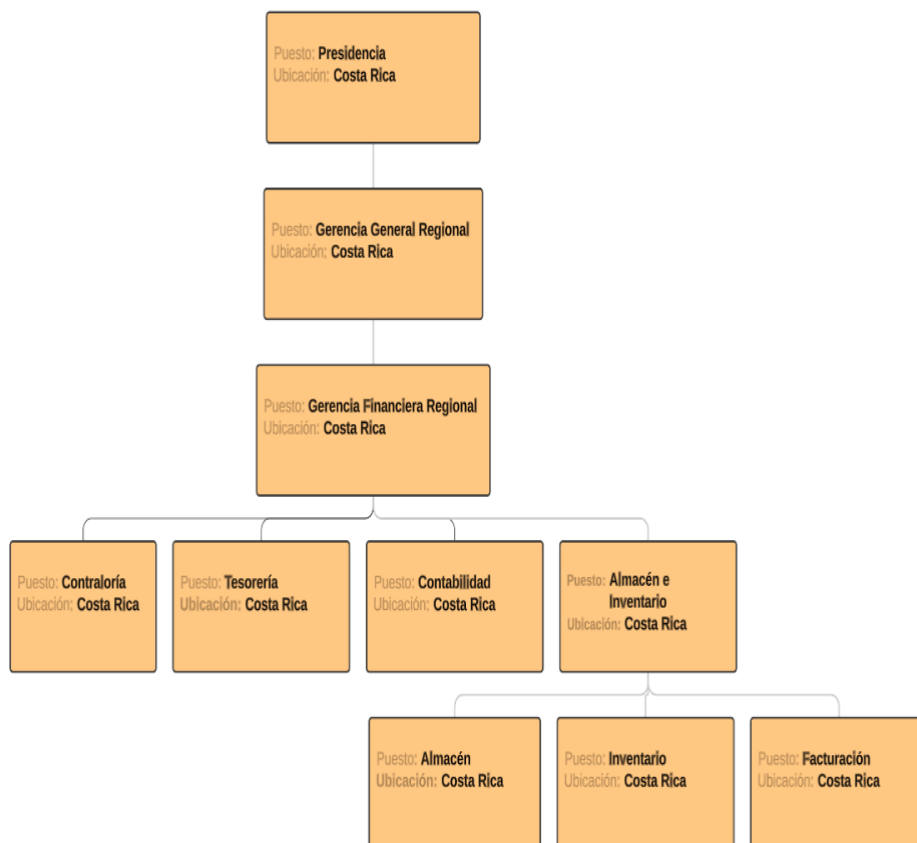 Puesto: Presidencia
Ubicación: Costa Rica
Puesto: Gerencia General Regional
Ubicación: Costa Rica
Puesto: Gerencia Financiera Regional
Ubicación: Costa Rica
Puesto: Contraloría
Ubicación: Costa Rica
Puesto: Tesorería
Ubicación: Costa Rica
Puesto: Contabilidad
Ubicación: Costa Rica
Puesto: Almacén e
Inventario
Ubicación: Costa Rica
Puesto: Almacén
Ubicación: Costa Rica
Puesto: Inventario
Ubicación: Costa Rica
Puesto: Facturación
Ubicación: Costa Rica